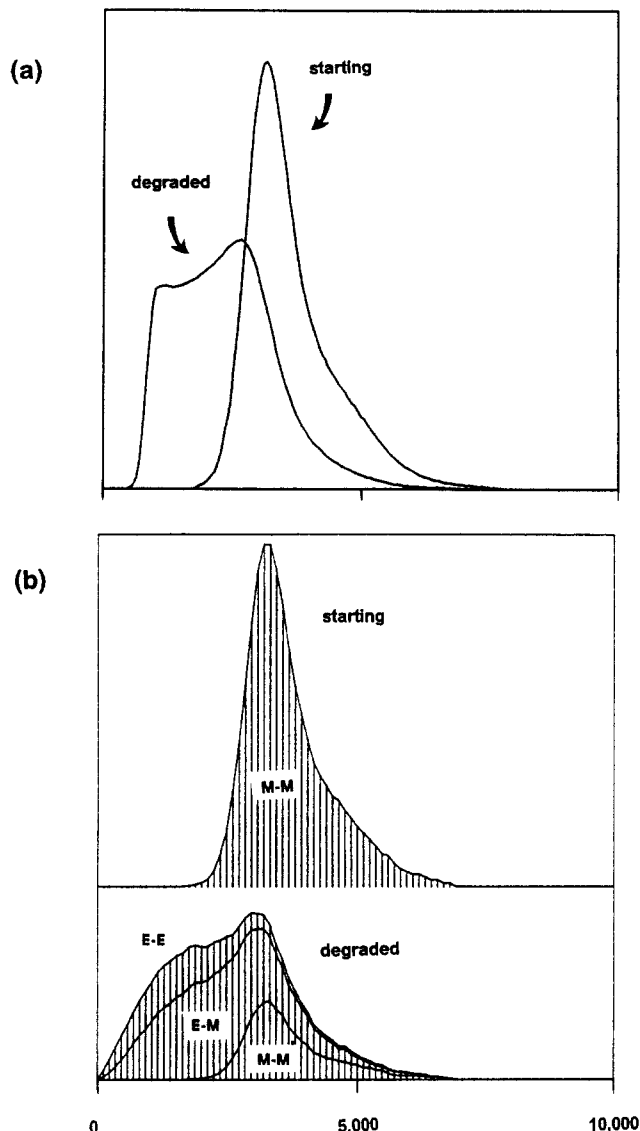 (a)
starting
degraded
(b)
starting
M-M
E-E
degraded
E-M
M-M
0
5,000
10,000